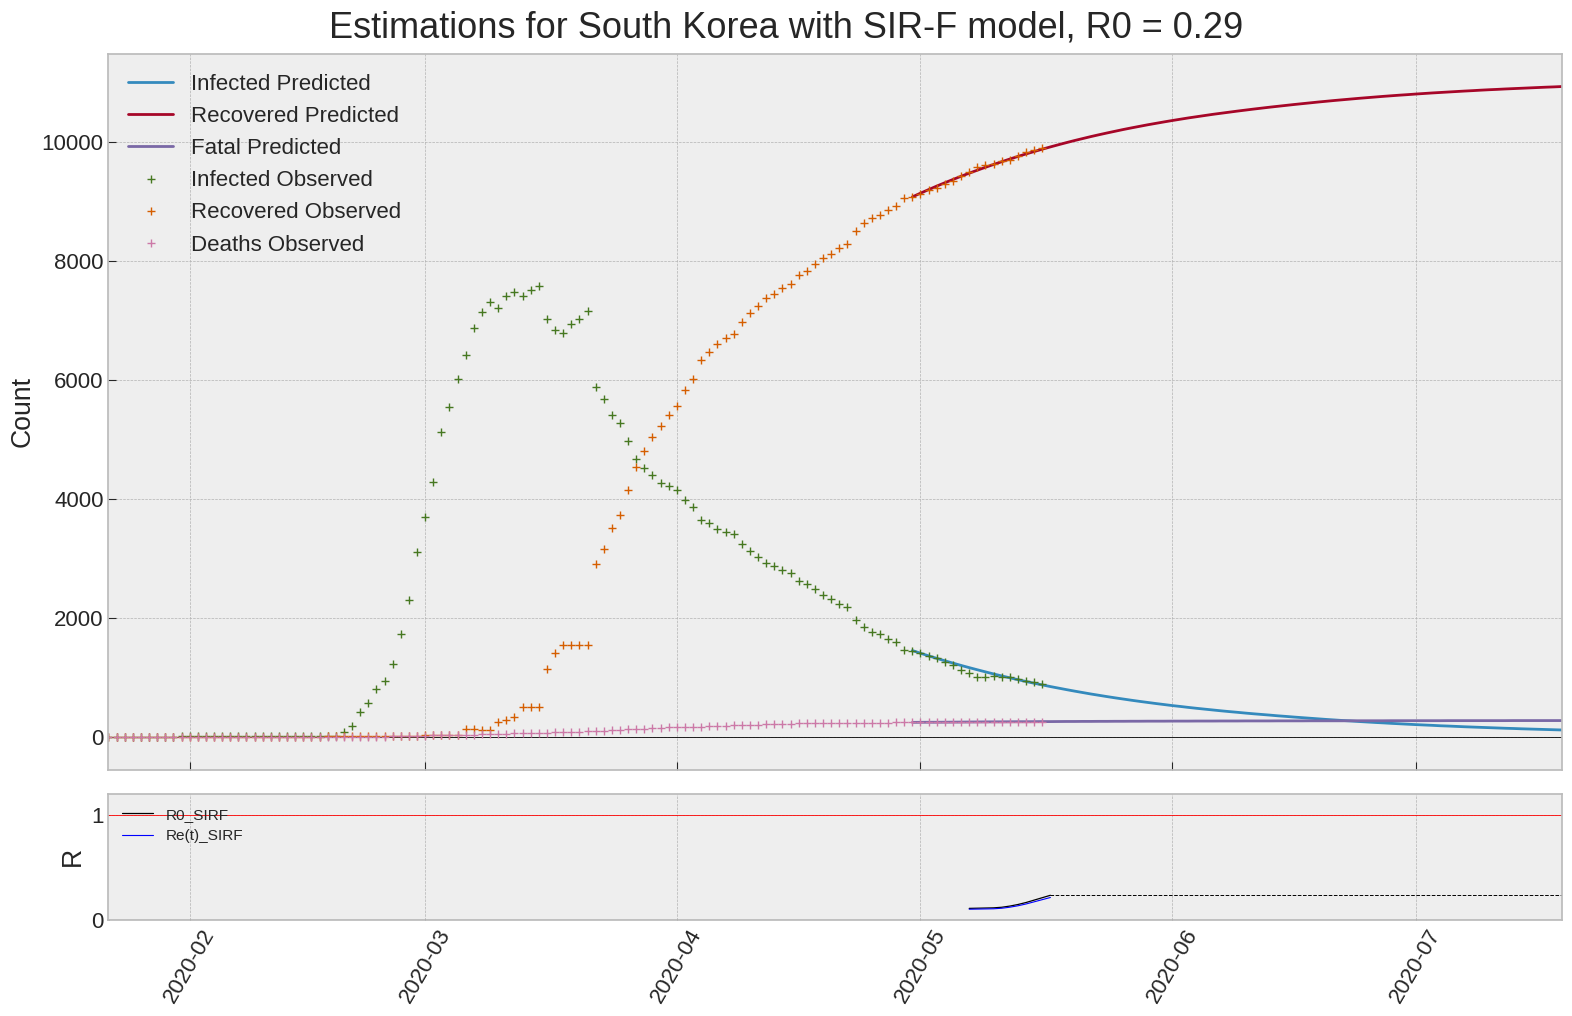 Estimations for South Korea with SIR-F model, R0 = 0.29
Infected Predicted
Recovered Predicted
Fatal Predicted
Infected Observed
Recovered Observed
Deaths Observed
10000
8000
6000
4000
2000
0
Count
R0_SIRF
Re(t)_SIRF
1
0
R
2020-02
2020-03
2020-04
2020-05
2020-06
2020-07